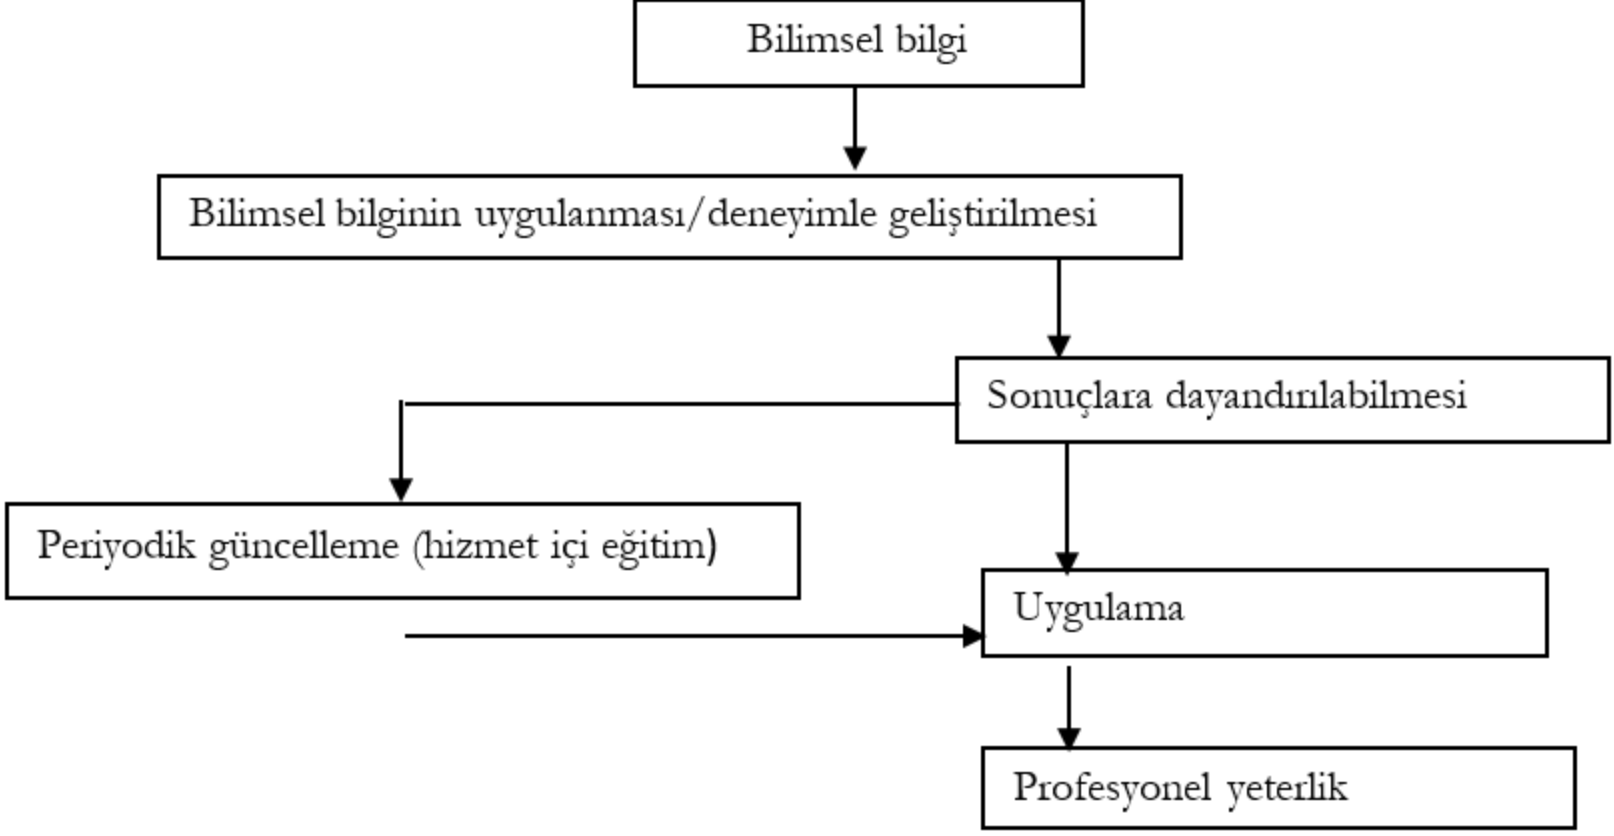 Bilimsel bilgi
Bilimsel bilginin uygulanması/deneyimle geliştirilmesi
Sonuçlara dayandırılabilmesi
Periyodik güncelleme (hizmet içi eğitim)
Uygulama
Profesyonel yeterlik